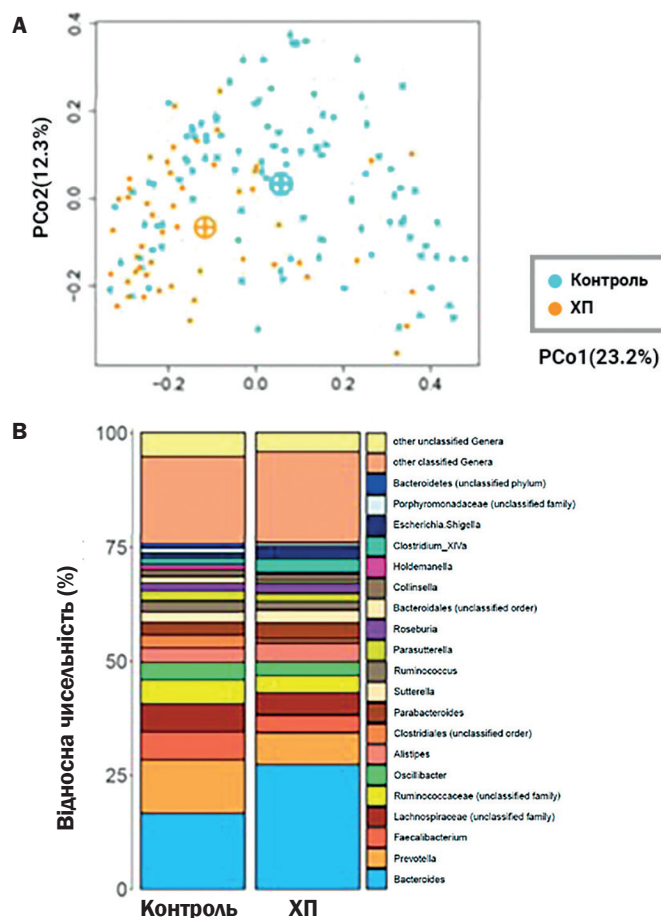 A
PCo2(12.3%)
0.4
0.2
0.0
−0.2
−0.2
0.0
0.2
0.4
Контроль
ХП
PCo1(23.2%)
B
Відносна чисельність (%)
100
75
50
25
0
Контроль
ХП
other unclassified Genera
other classified Genera
Bacteroidetes (unclassified phylum)
Porphyromonadaceae (unclassified family)
Escherichia.Shigella
Clostridium_XIVa
Holdemanella
Collinsella
Bacteroidales (unclassified order)
Roseburia
Parasutterella
Ruminococcus
Sutterella
Parabacteroides
Clostridiales (unclassified order)
Alistipes
Oscillibacter
Ruminococcaceae (unclassified family)
Lachnospiraceae (unclassified family)
Faecalibacterium
Prevotella
Bacteroides